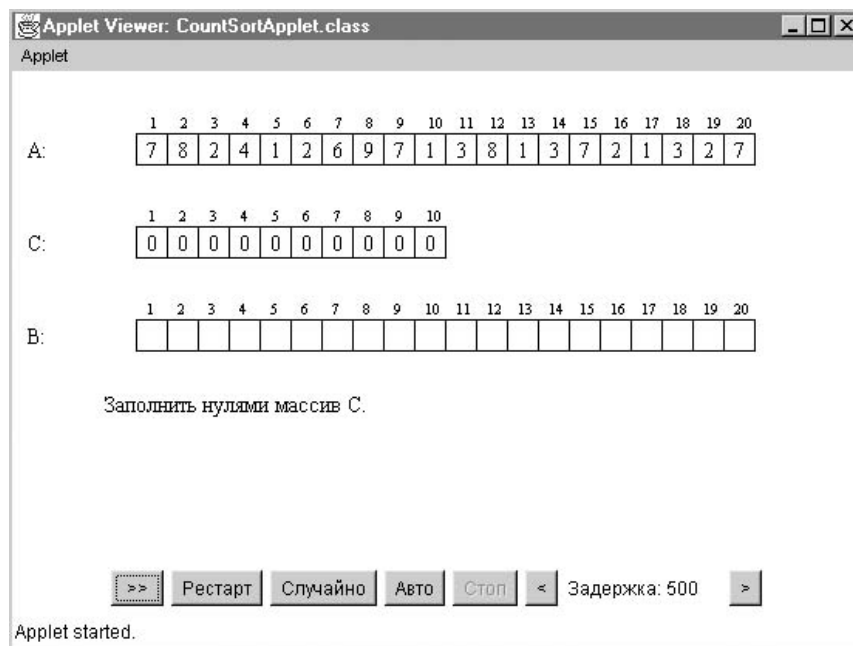 Applet Viewer: CountSortApplet.class
Applet
1 2 3 4 5 6 7 8 9 10 11 12 13 14 15 16 17 18 19 20
A: 7 8 2 4 1 2 6 9 7 1 3 8 1 3 7 2 1 3 2 7
1 2 3 4 5 6 7 8 9 10
C: 0 0 0 0 0 0 0 0 0 0
1 2 3 4 5 6 7 8 9 10 11 12 13 14 15 16 17 18 19 20
B:
Заполнить нулями массив C.
>> Рестарт Случайно Авто Стоп < Задержка: 500 >
Applet started.